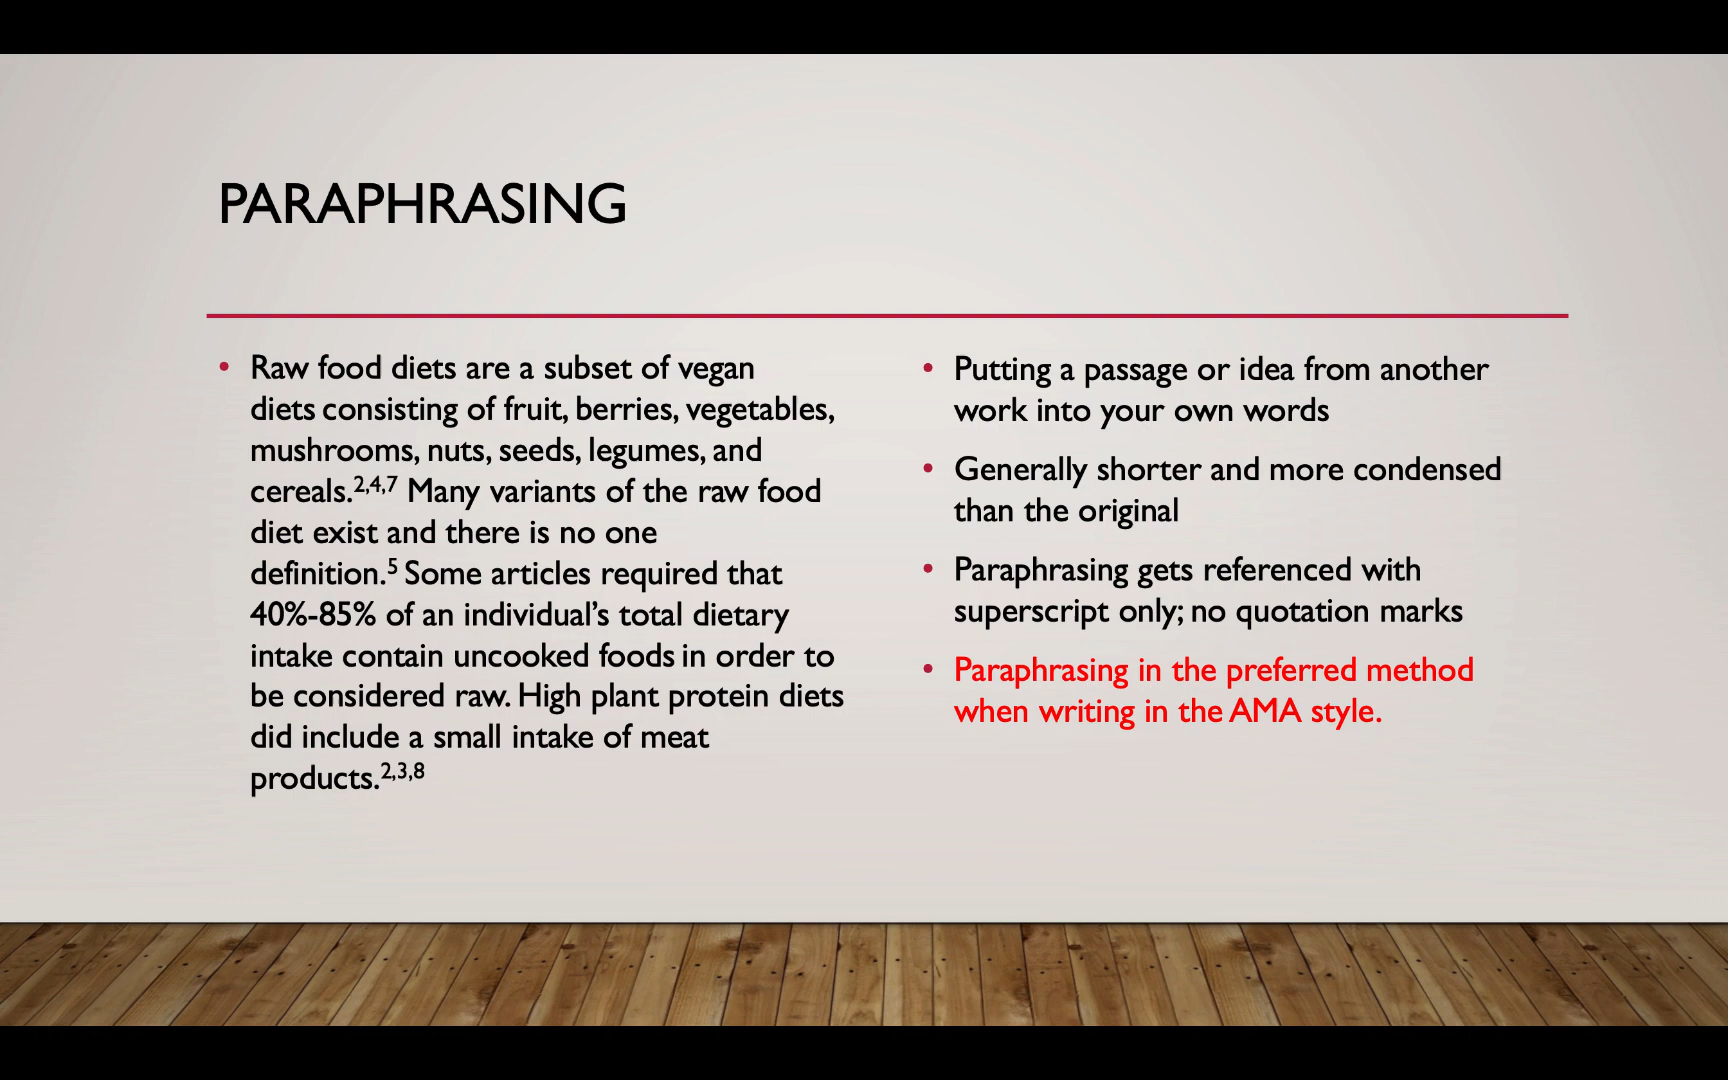 PARAPHRASING
• Raw food diets are a subset of vegan
diets consisting of fruit, berries, vegetables,
mushrooms, nuts, seeds, legumes, and
cereals.2,4,7 Many variants of the raw food
diet exist and there is no one
definition.5 Some articles required that
40%-85% of an individual’s total dietary
intake contain uncooked foods in order to
be considered raw. High plant protein diets
did include a small intake of meat
products.2,3,8
• Putting a passage or idea from another
work into your own words
• Generally shorter and more condensed
than the original
• Paraphrasing gets referenced with
superscript only; no quotation marks
• Paraphrasing in the preferred method
when writing in the AMA style.